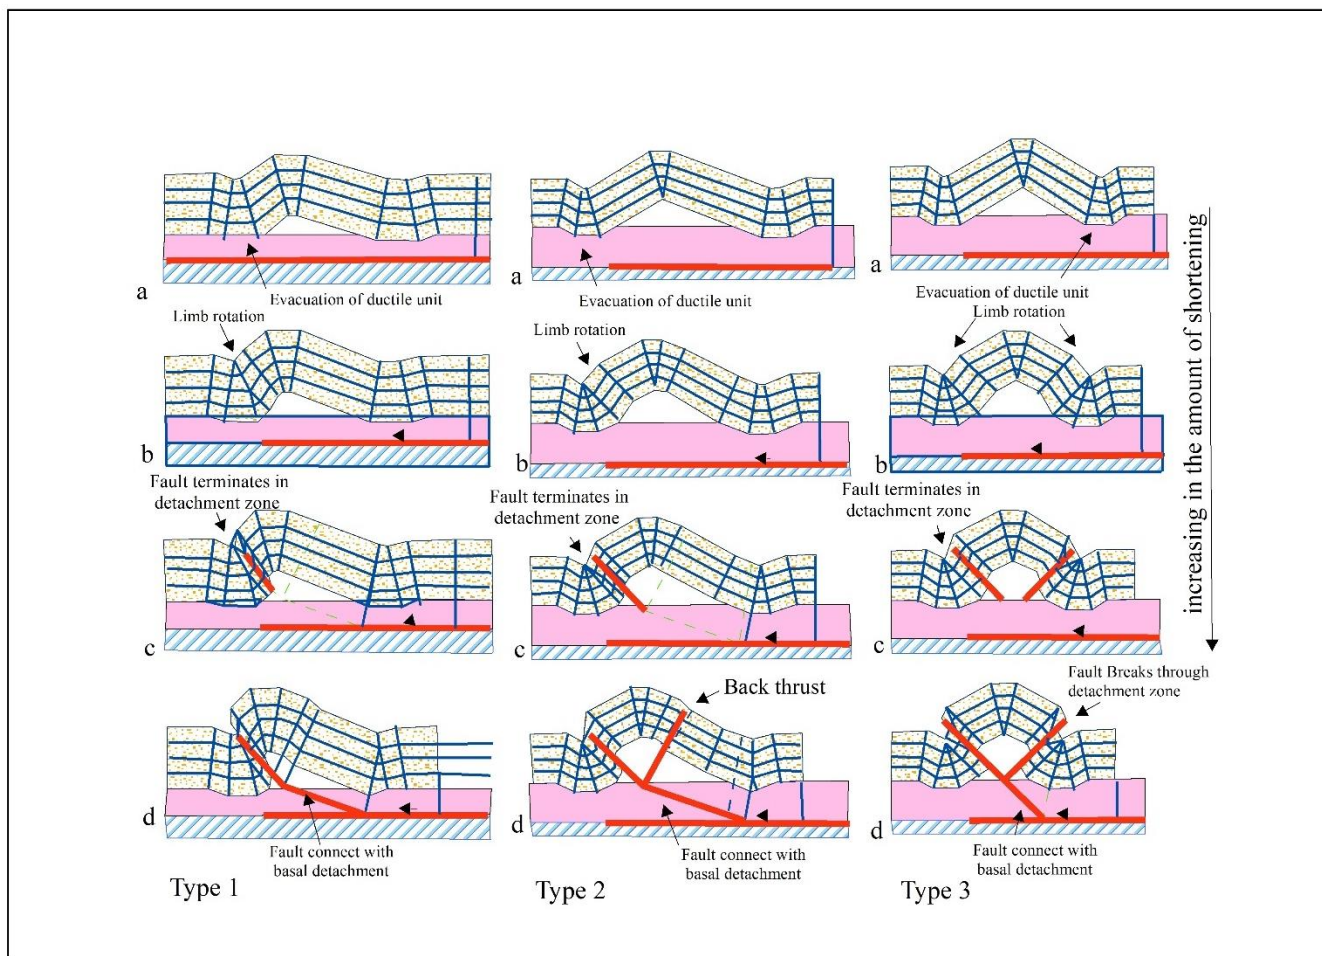 a
Evacuation of ductile unit
a
Evacuation of ductile unit
a
Evacuation of ductile unit
Limb rotation
b
Limb rotation
b
Limb rotation
b
Fault terminates in
detachment zone
c
Fault terminates in
detachment zone
c
Fault terminates in
detachment zone
c
d
Fault connect with
basal detachment
Back thrust
d
Fault connect with
basal detachment
Fault Breaks through
detachment zone
d
Fault connect with
basal detachment
Type 1
Type 2
Type 3
increasing in the amount of shortening